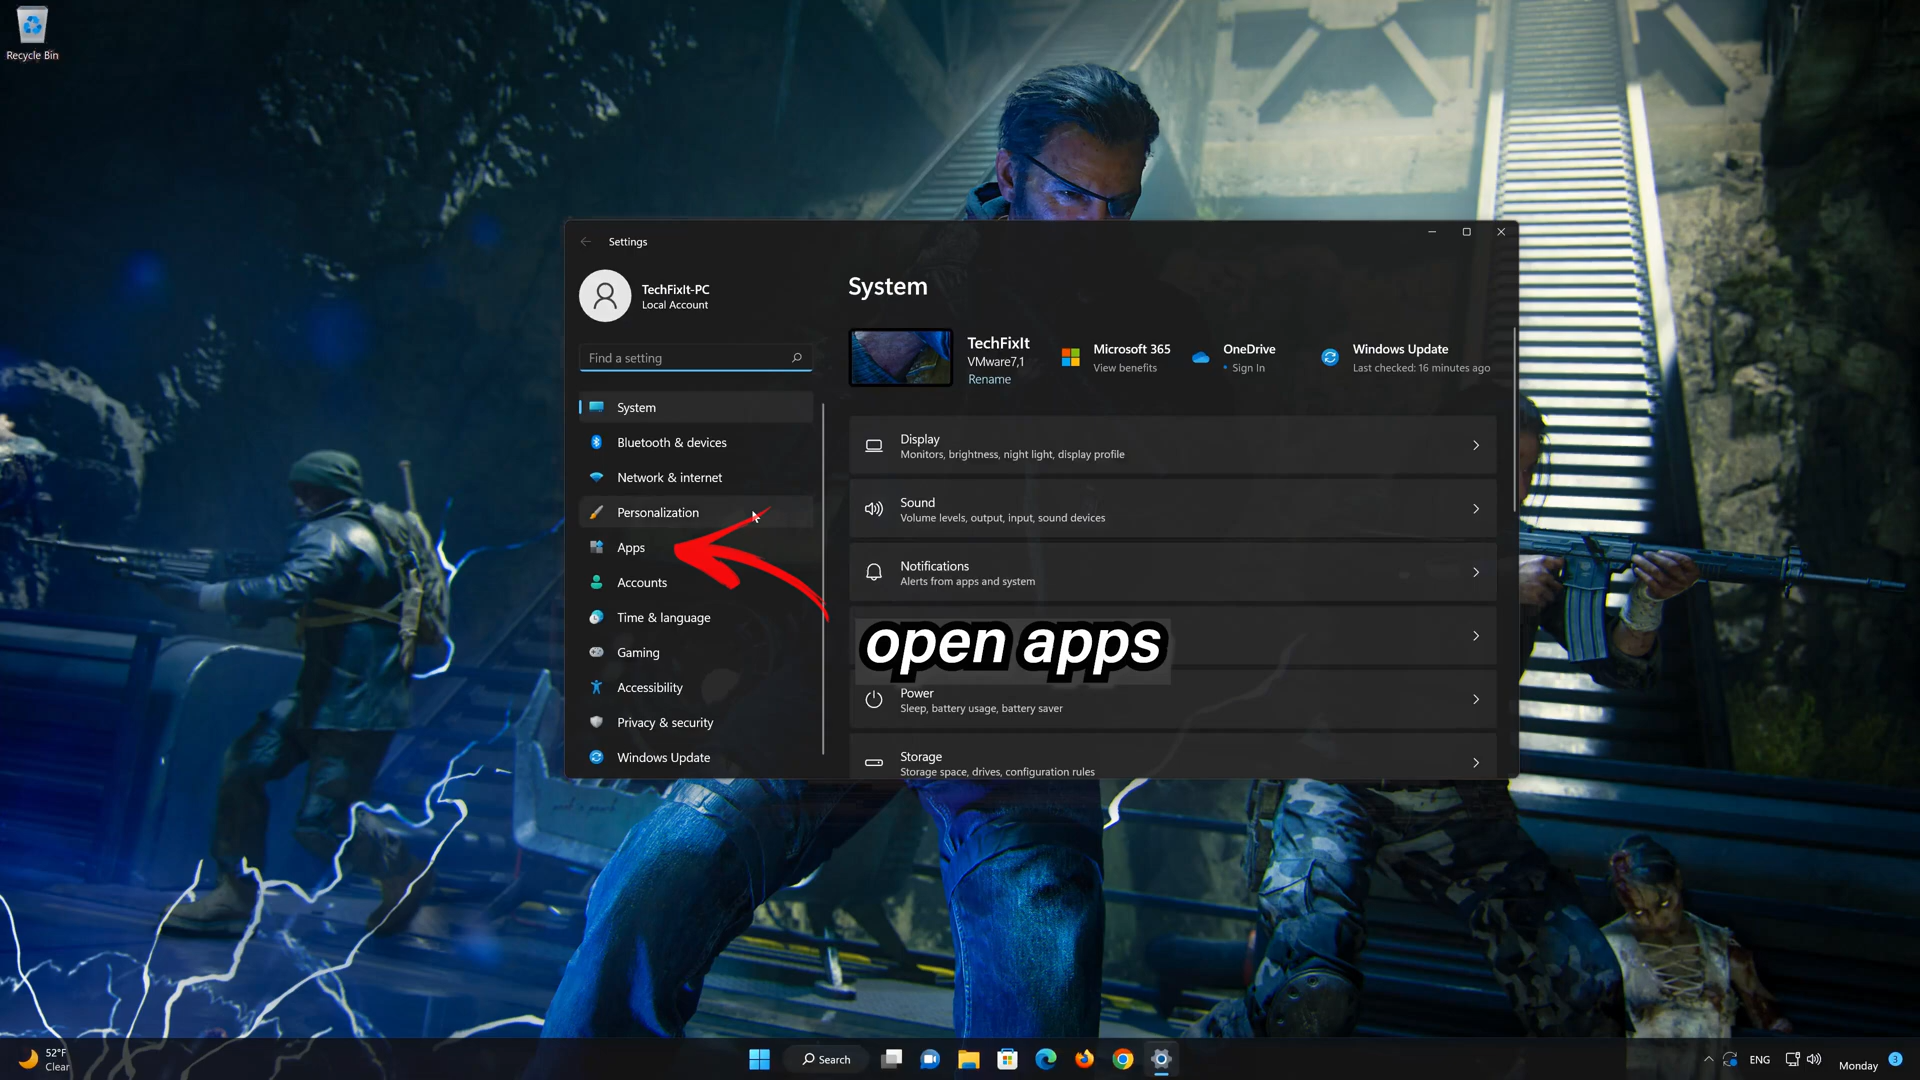 Recycle Bin
Settings
TechFixIt-PC
Local Account
Find a setting
System
Bluetooth & devices
Network & internet
Personalization
Apps
Accounts
Time & language
Gaming
Accessibility
Privacy & security
Windows Update
System
TechFixIt
VMware7,1
Rename
Microsoft 365
View benefits
OneDrive
• Sign In
Windows Update
Last checked: 16 minutes ago
Display
Monitors, brightness, night light, display profile
Sound
Volume levels, output, input, sound devices
Notifications
Alerts from apps and system
open apps
Power
Sleep, battery usage, battery saver
Storage
Storage space, drives, configuration rules
52°F
Clear
Search
ENG
Monday
3